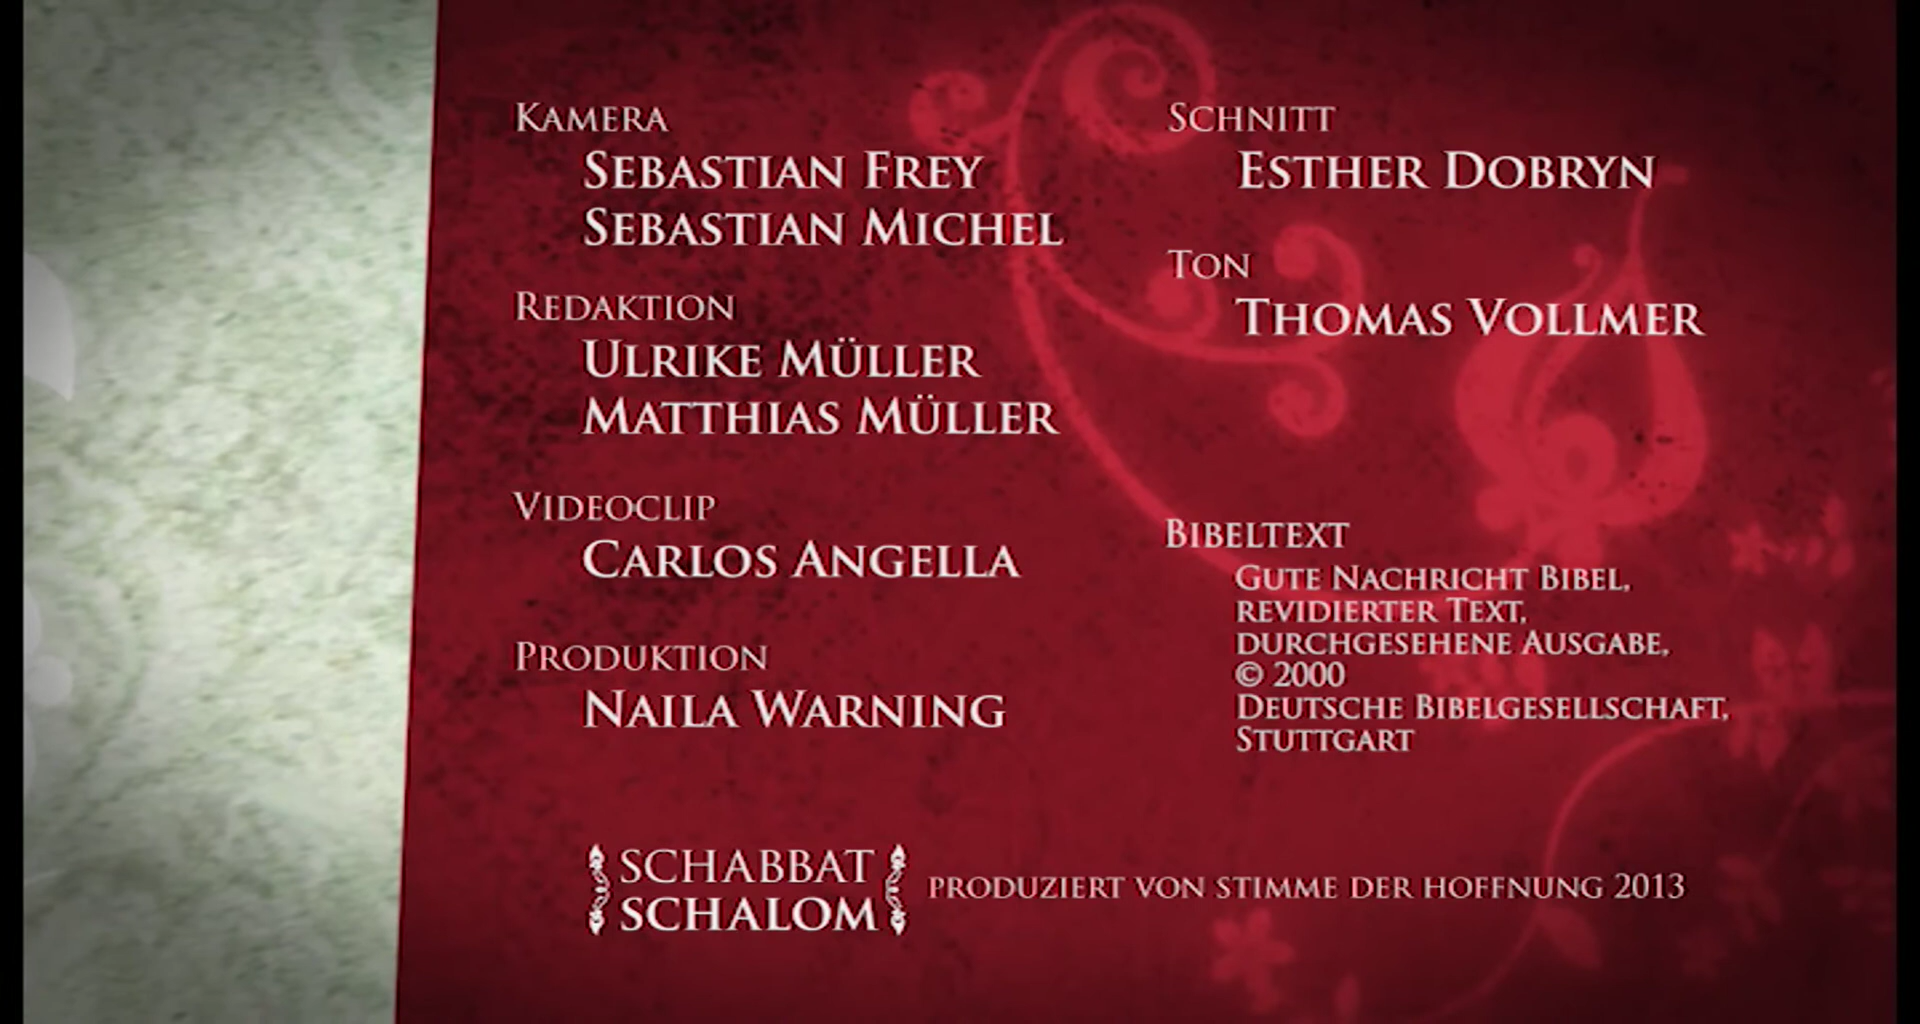 Kamera
Sebastian Frey
Sebastian Michel
Redaktion
Ulrike Müller
Matthias Müller
Videoclip
Carlos Angella
Produktion
Naila Warning
Schnitt
Esther Dobryn
Ton
Thomas Vollmer
Bibeltext
Gute Nachricht Bibel,
revidierter Text,
durchgesehene Ausgabe,
© 2000
Deutsche Bibelgesellschaft,
Stuttgart
SCHABBAT
SCHALOM
produziert von stimme der hoffnung 2013